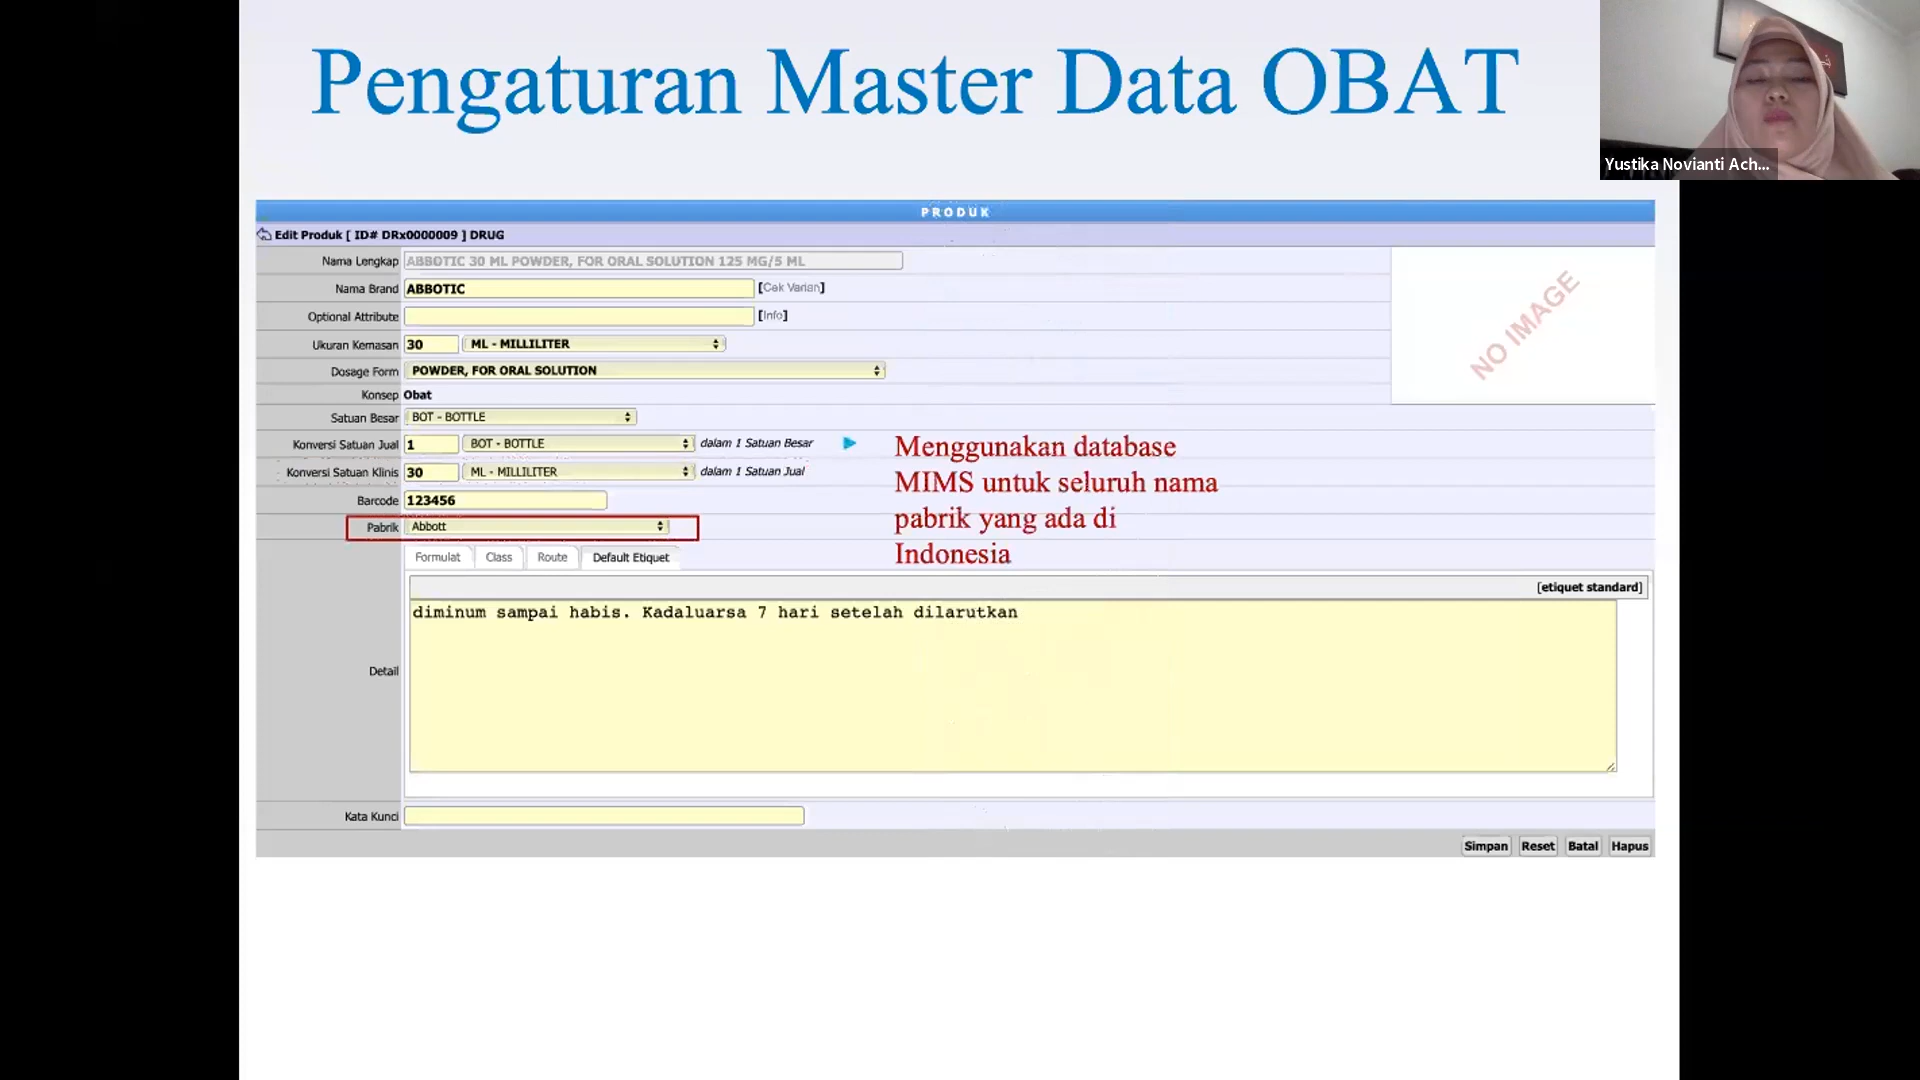 Pengaturan Master Data OBAT
Yustika Novianti Ach...
PRODUK
Edit Produk [ ID# DRx0000009 ] DRUG
Nama Lengkap ABBOTIC 30 ML POWDER, FOR ORAL SOLUTION 125 MG/5 ML
Nama Brand ABBOTIC [Cek Varian]
Optional Attribute [Info]
Ukuran Kemasan 30 ML - MILLILITER
Dosage Form POWDER, FOR ORAL SOLUTION
Konsep Obat
Satuan Besar BOT - BOTTLE
Konversi Satuan Jual 1 BOT - BOTTLE dalam 1 Satuan Besar
Konversi Satuan Klinis 30 ML - MILLILITER dalam 1 Satuan Jual
Barcode 123456
Pabrik Abbott
NO IMAGE
Menggunakan database
MIMS untuk seluruh nama
pabrik yang ada di
Indonesia
Formulat Class Route Default Etiquet
[etiquet standard]
diminum sampai habis. Kadaluarsa 7 hari setelah dilarutkan
Detail
Kata Kunci
Simpan Reset Batal Hapus